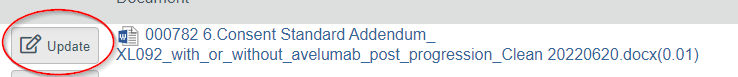 Document
Update
000782 6.Consent Standard Addendum_
XL092_with_or_without_avelumab_post_progression_Clean 20220620.docx(0.01)